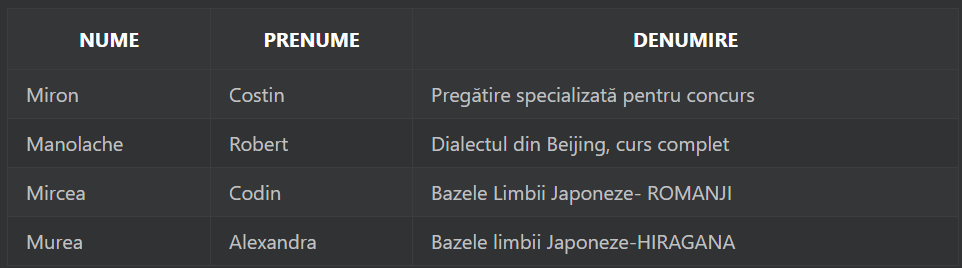 NUME PRENUME DENUMIRE
Miron Costin Pregătire specializată pentru concurs
Manolache Robert Dialectul din Beijing, curs complet
Mircea Codin Bazele Limbii Japoneze- ROMANJI
Murea Alexandra Bazele limbii Japoneze-HIRAGANA